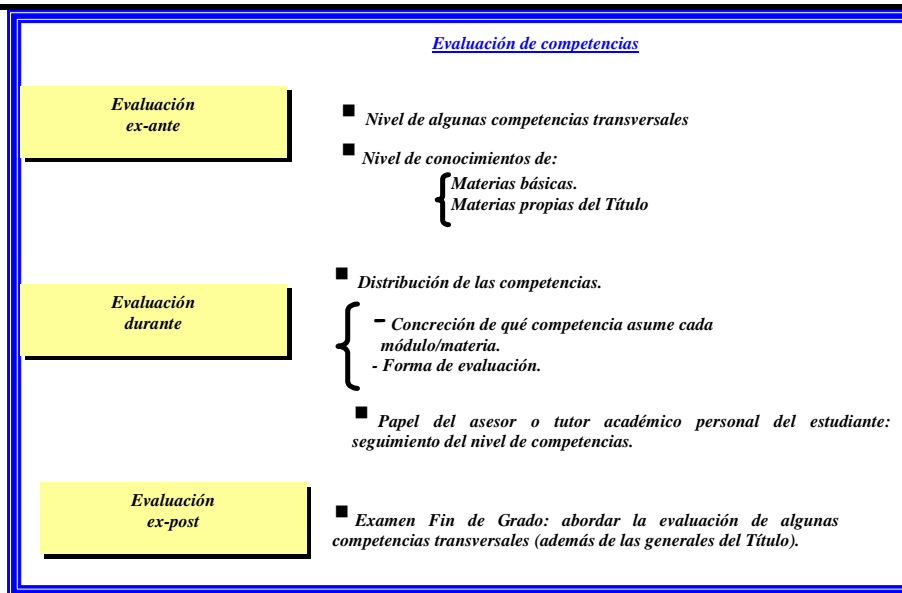 Evaluación de competencias
Evaluación
ex-ante
■ Nivel de algunas competencias transversales
■ Nivel de conocimientos de:
Materias básicas.
Materias propias del Título
Evaluación
durante
■ Distribución de las competencias.
- Concreción de qué competencia asume cada
módulo/materia.
- Forma de evaluación.
■ Papel del asesor o tutor académico personal del estudiante:
seguimiento del nivel de competencias.
Evaluación
ex-post
■ Examen Fin de Grado: abordar la evaluación de algunas
competencias transversales (además de las generales del Título).